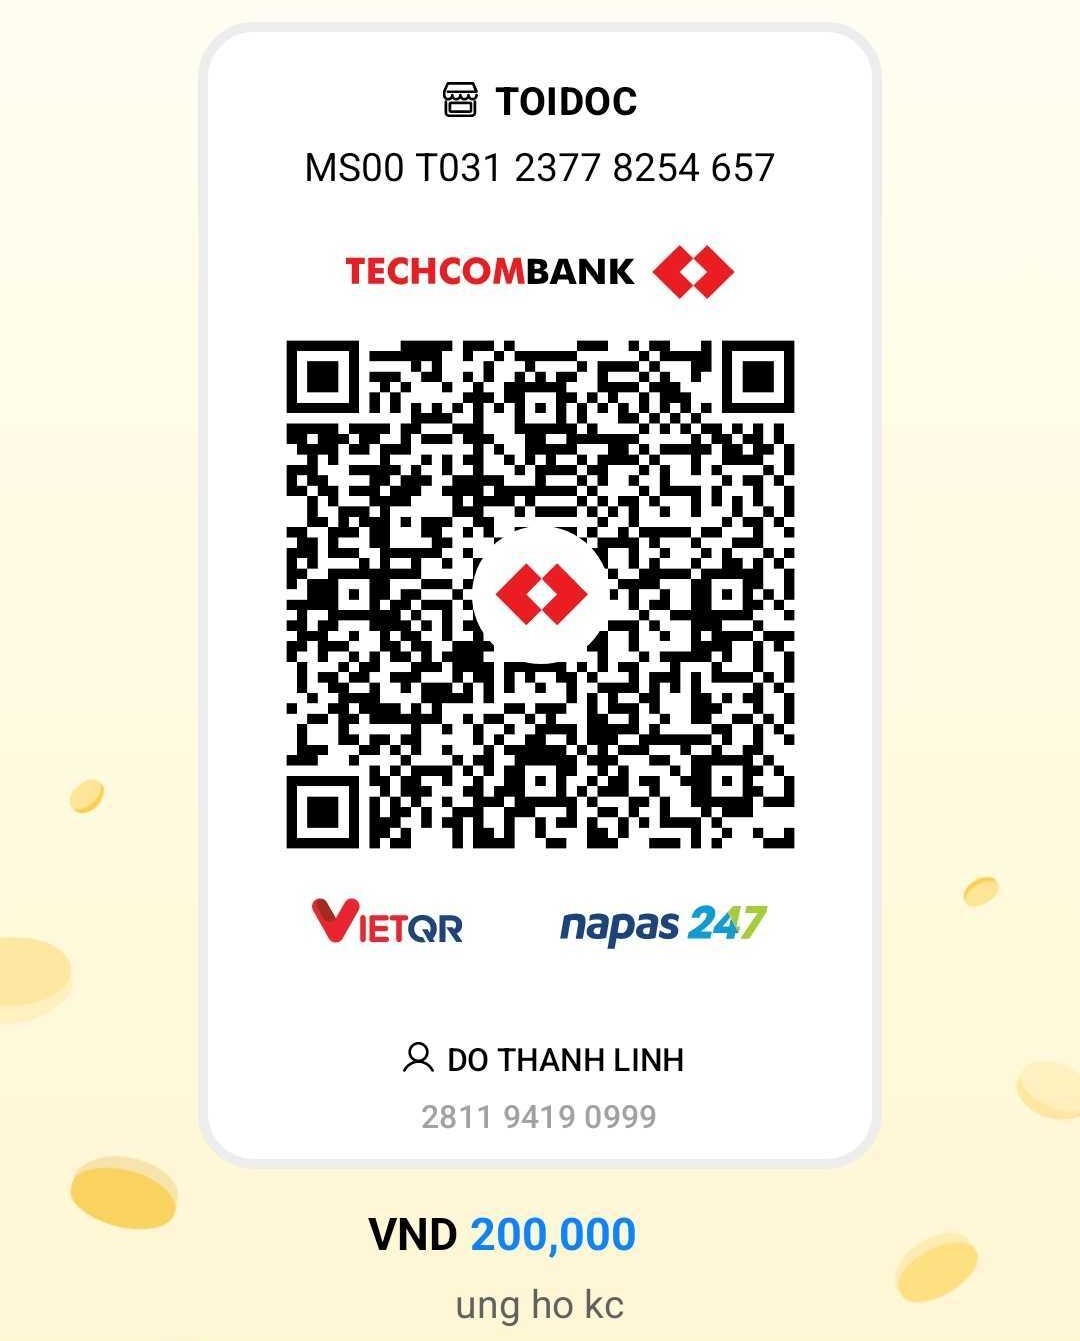 TOIDOC
MS00 T031 2377 8254 657
TECHCOMBANK
VIETQR
napas 247
DO THANH LINH
2811 9419 0999
VND 200,000
ung ho kc